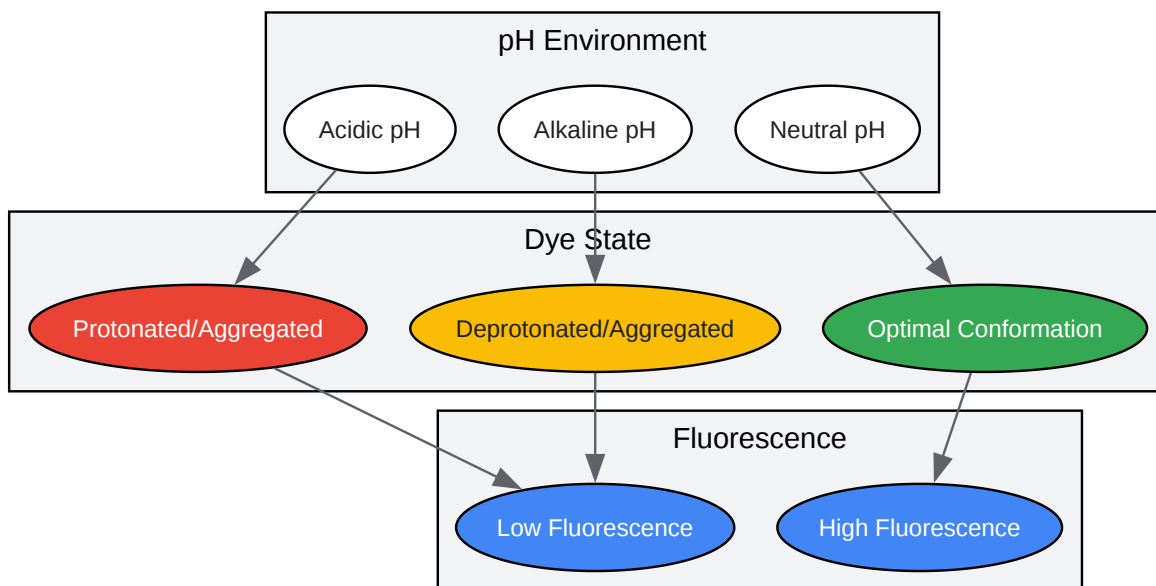 pH Environment
Acidic pH
Alkaline pH
Neutral pH
Dye State
Protonated/Aggregated
Deprotonated/Aggregated
Optimal Conformation
Fluorescence
Low Fluorescence
High Fluorescence